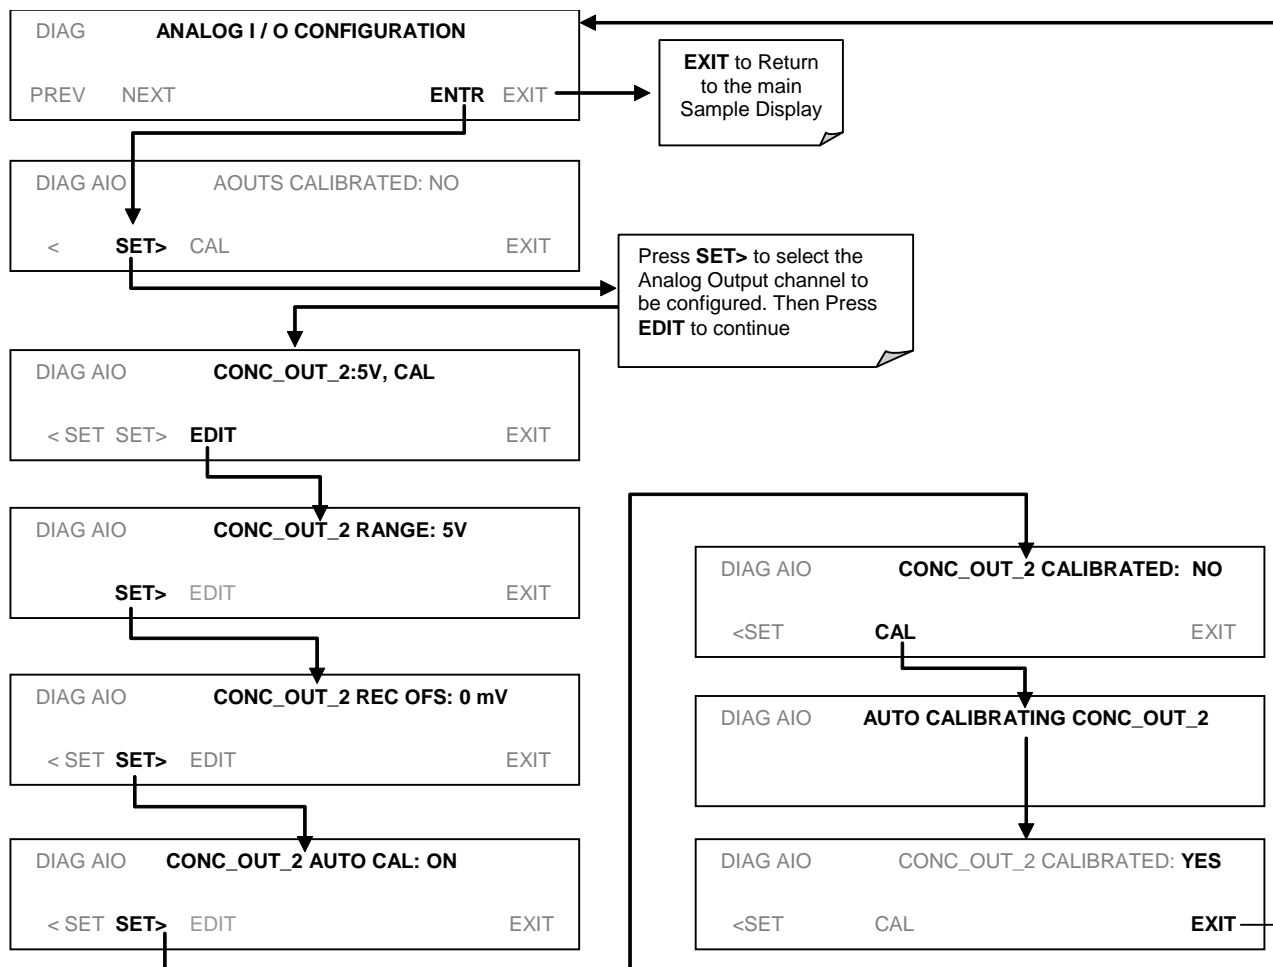 DIAG ANALOG I / O CONFIGURATION
PREV NEXT ENTR EXIT
EXIT to Return
to the main
Sample Display
DIAG AIO AOUTS CALIBRATED: NO
< SET> CAL EXIT
Press SET> to select the
Analog Output channel to
be configured. Then Press
EDIT to continue
DIAG AIO CONC_OUT_2:5V, CAL
< SET SET> EDIT EXIT
DIAG AIO CONC_OUT_2 RANGE: 5V
SET> EDIT EXIT
DIAG AIO CONC_OUT_2 REC OFS: 0 mV
< SET SET> EDIT EXIT
DIAG AIO CONC_OUT_2 AUTO CAL: ON
< SET SET> EDIT EXIT
DIAG AIO CONC_OUT_2 CALIBRATED: NO
<SET CAL EXIT
DIAG AIO AUTO CALIBRATING CONC_OUT_2
DIAG AIO CONC_OUT_2 CALIBRATED: YES
<SET CAL EXIT